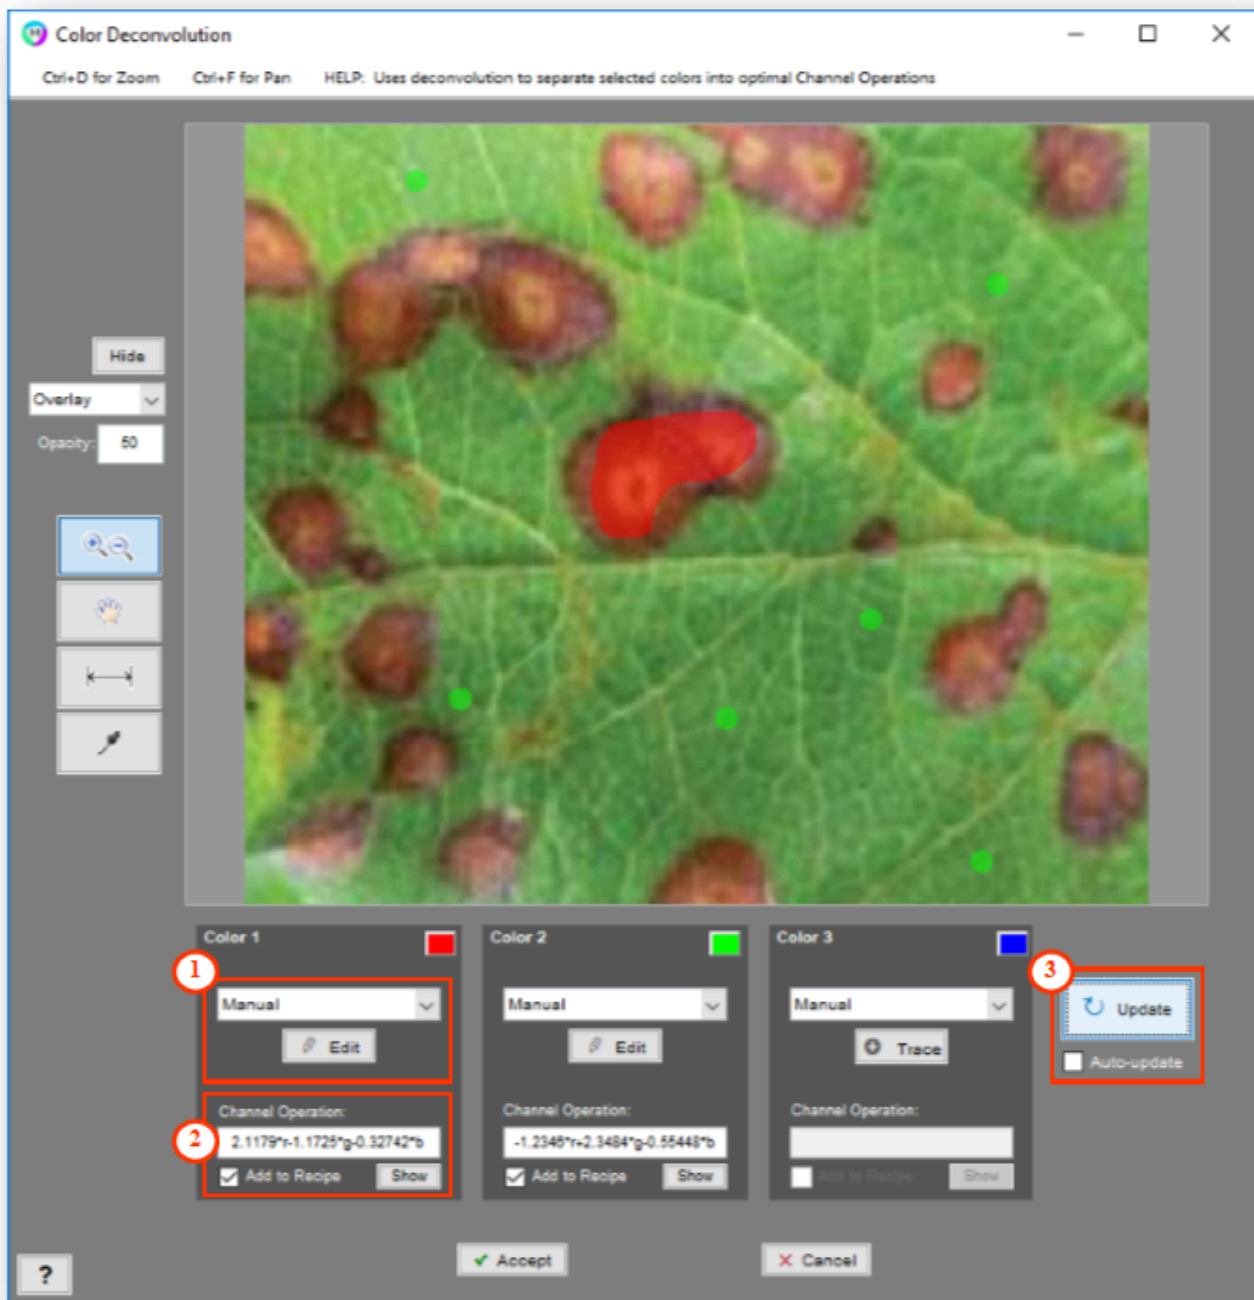 Color Deconvolution
Ctrl+D for Zoom Ctrl+F for Pan HELP: Uses deconvolution to separate selected colors into optimal Channel Operations
Hide
Overlay
Opacity: 50
Color 1 Color 2 Color 3
1 3
Manual Manual Manual Update
Edit Edit Trace
Auto-update
Channel Operation: Channel Operation: Channel Operation:
2 2.1179*r-1.1725*g-0.32742*b -1.2346*r+2.3484*g-0.55448*b
Add to Recipe Show Add to Recipe Show Add to Recipe Show
Accept Cancel
?